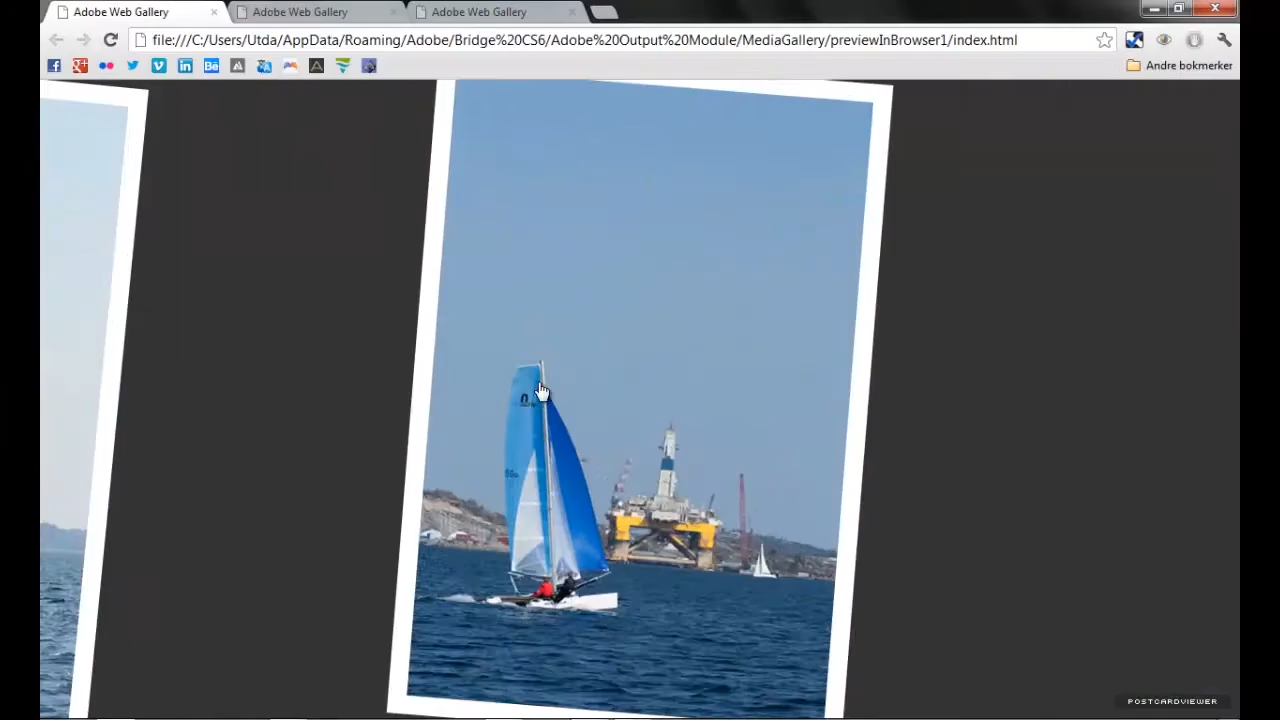 Adobe Web Gallery
Adobe Web Gallery
Adobe Web Gallery
file:///C:/Users/Utda/AppData/Roaming/Adobe/Bridge%20CS6/Adobe%20Output%20Module/MediaGallery/previewInBrowser1/index.html
Andre bokmerker
POSTCARDVIEWER